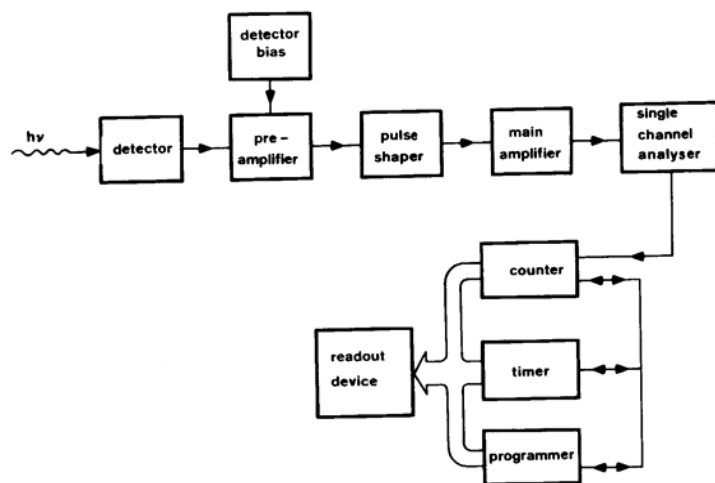 detector
bias
hν
detector
pre-
amplifier
pulse
shaper
main
amplifier
single
channel
analyser
counter
readout
device
timer
programmer